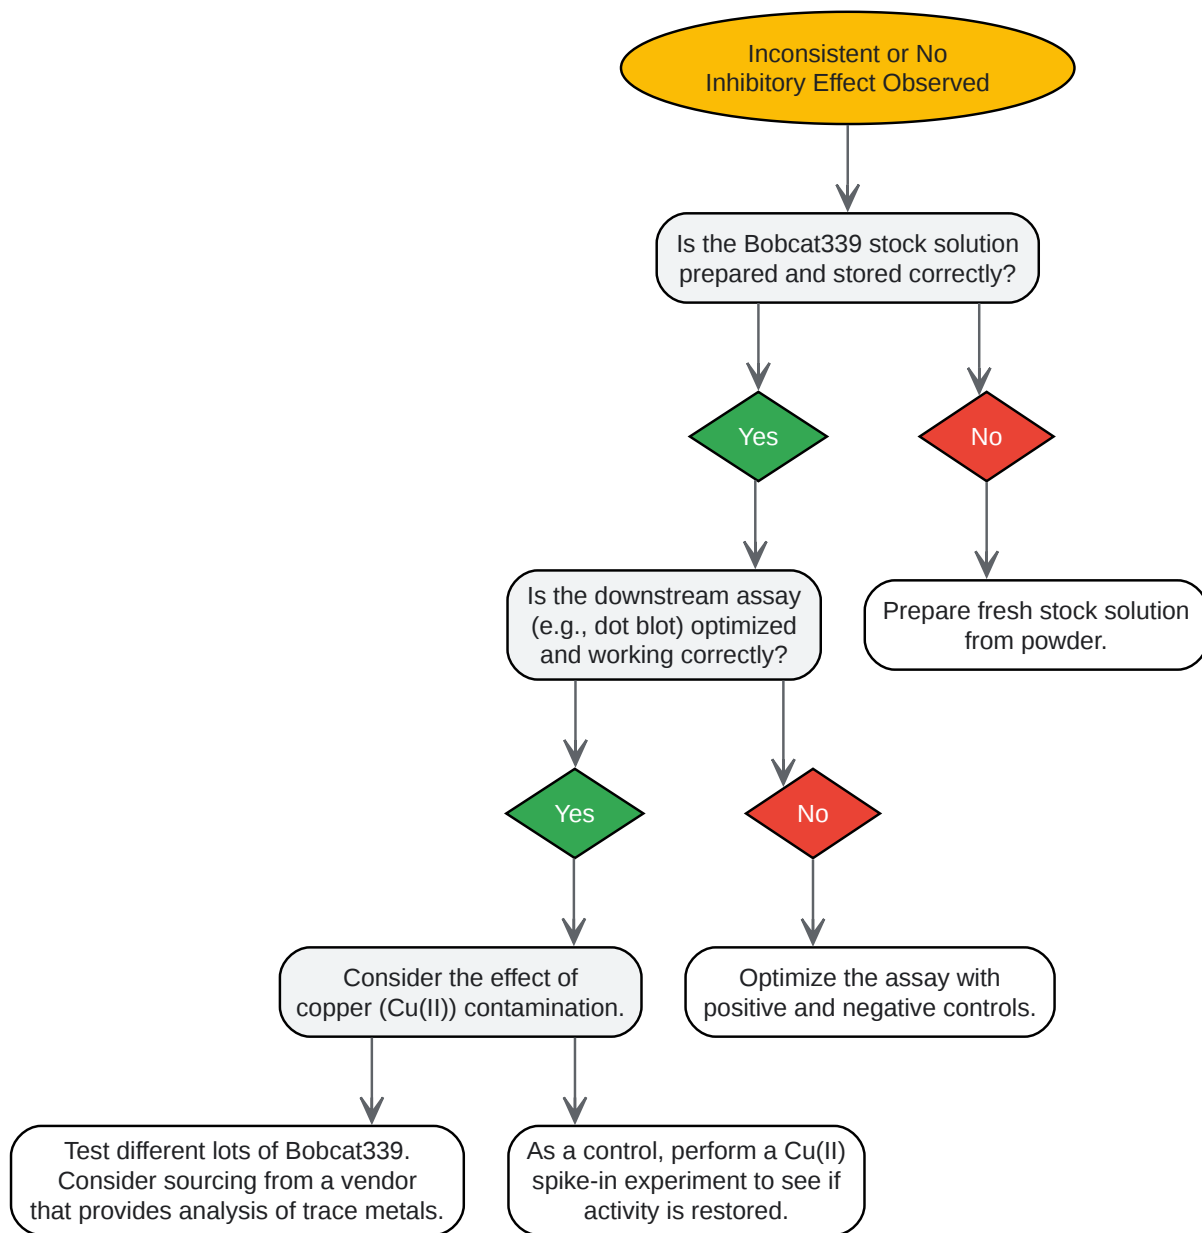 Inconsistent or No
Inhibitory Effect Observed
Is the Bobcat339 stock solution
prepared and stored correctly?
Yes
No
Is the downstream assay
(e.g., dot blot) optimized
and working correctly?
Prepare fresh stock solution
from powder.
Yes
No
Consider the effect of
copper (Cu(II)) contamination.
Optimize the assay with
positive and negative controls.
Test different lots of Bobcat339.
Consider sourcing from a vendor
that provides analysis of trace metals.
As a control, perform a Cu(II)
spike-in experiment to see if
activity is restored.